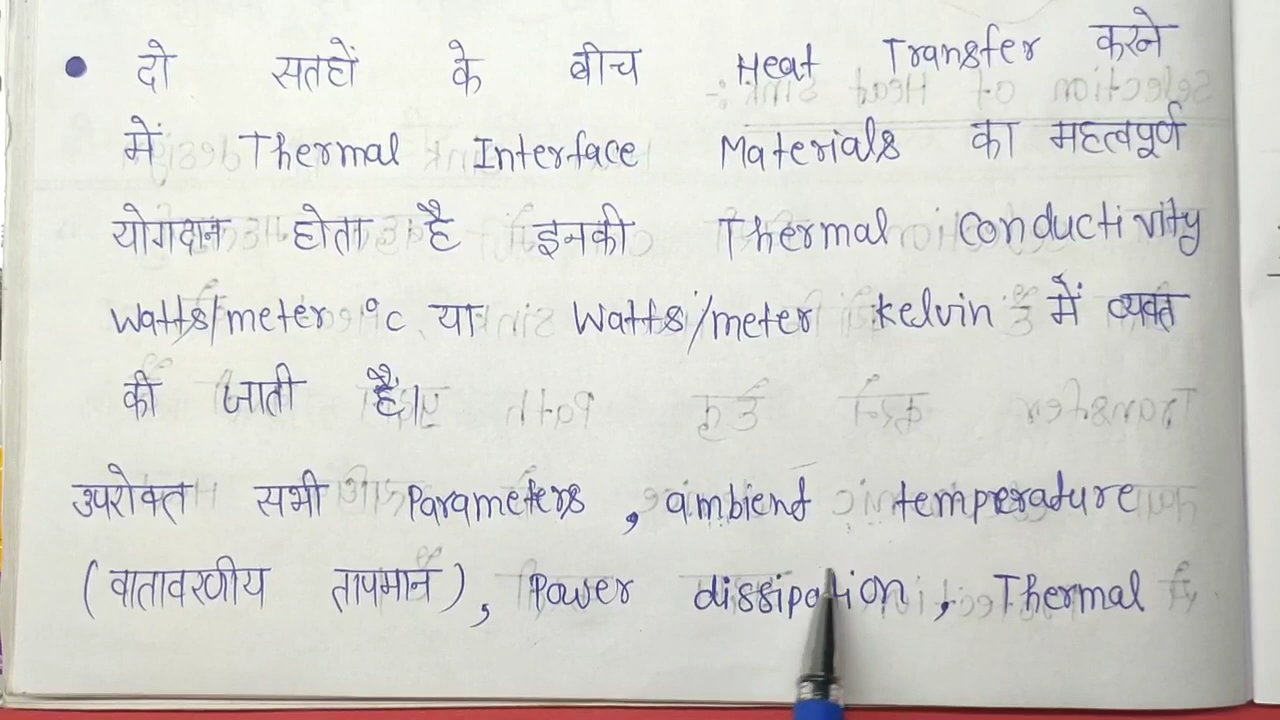 • दो सतहों के बीच Heat Transfer करने
में Thermal Interface Materials का महत्वपूर्ण
योगदान होता है इनकी Thermal conductivity
watts/meter °c या Watts/meter kelvin में व्यक्त
की जाती है।
उपरोक्त सभी Parameters, ambient temperature
(वातावरणीय तापमान), Power dissipation, Thermal